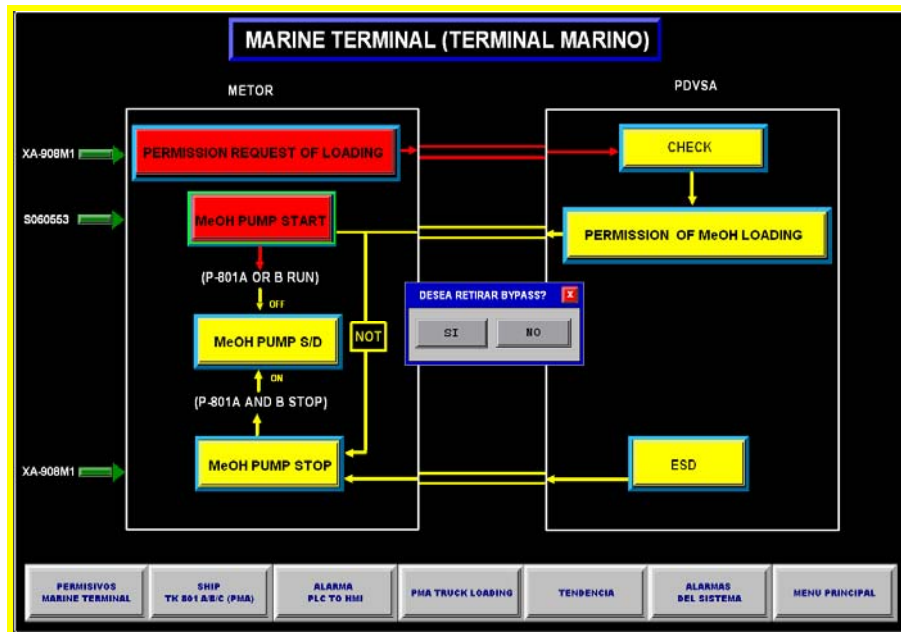 MARINE TERMINAL (TERMINAL MARINO)
METOR
PDVSA
XA-908M1
PERMISSION REQUEST OF LOADING
CHECK
S060553
MeOH PUMP START
PERMISSION OF MeOH LOADING
(P-801A OR B RUN)
OFF
DESEA RETIRAR BYPASS?
X
SI
NO
MeOH PUMP S/D
NOT
ON
(P-801A AND B STOP)
XA-908M1
MeOH PUMP STOP
ESD
PERMISIVOS
MARINE TERMINAL
SHIP
TK 801 A/B/C (PMA)
ALARMA
PLC TO HMI
PMA TRUCK LOADING
TENDENCIA
ALARMAS
DEL SISTEMA
MENU PRINCIPAL